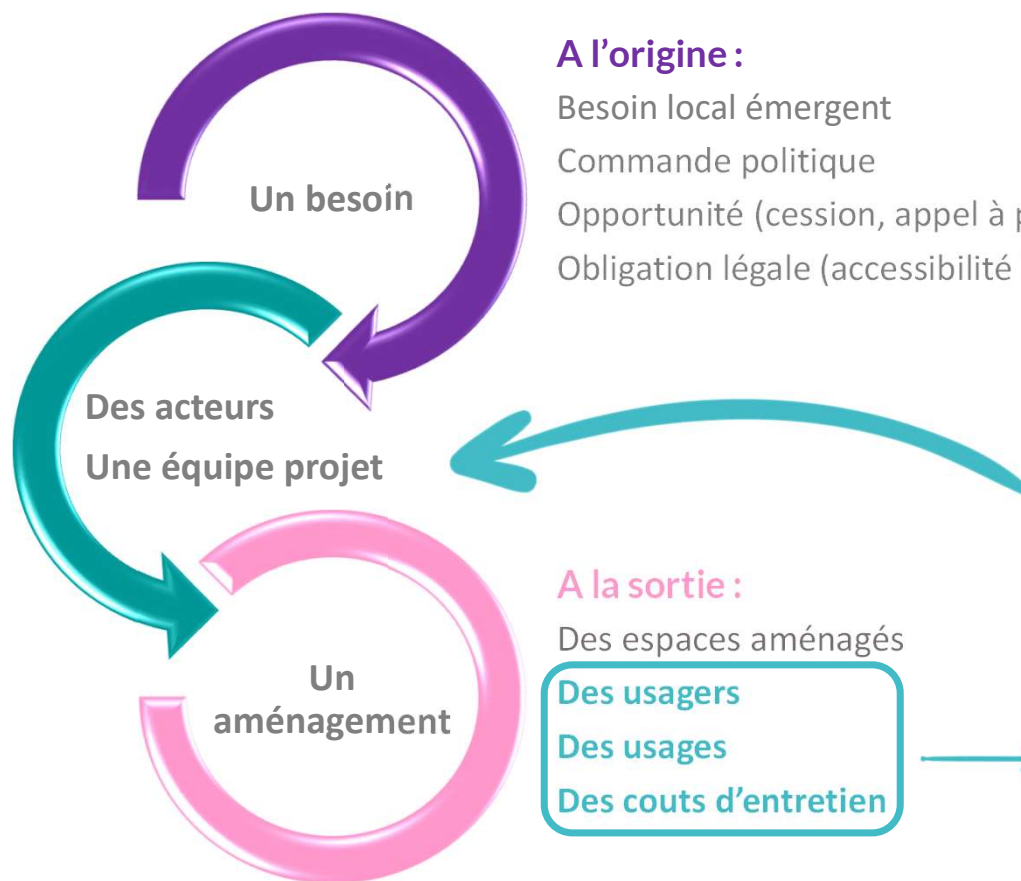 A l’origine :
Besoin local émergent
Commande politique
Opportunité (cession, appel à
Obligation légale (accessibilité
Un besoin
Des acteurs
Une équipe projet
A la sortie :
Des espaces aménagés
Des usagers
Des usages
Des couts d’entretien
Un
aménagement